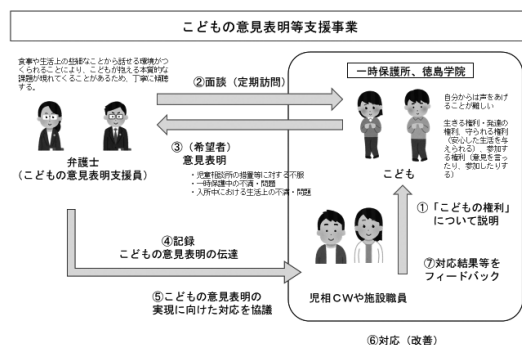 こどもの意見表明等支援事業
食事や生活上の些細なことから話せる環境が
つくられることにより、こどもが抱える本質的な
課題が現れてくることがあるため、丁寧に傾聴
する。
弁護士
(こどもの意見表明支援員)
②面談(定期訪問)
③(希望者)
意見表明
・児童相談所の措置等に対する不服
・一時保護中の不満・問題
・入所中における生活上の不満・問題
④記録
こどもの意見表明の伝達
⑤こどもの意見表明の
実現に向けた対応を協議
一時保護所、徳島学院
自分からは声をあげ
ることが難しい
生きる権利・発達の
権利、守られる権利
(安心した生活を与
えられる)、参加す
る権利(意見を言っ
たり、参加したりす
る)
こども
①「こどもの権利」
について説明
⑦対応結果等を
フィードバック
児相CWや施設職員
⑥対応(改善)